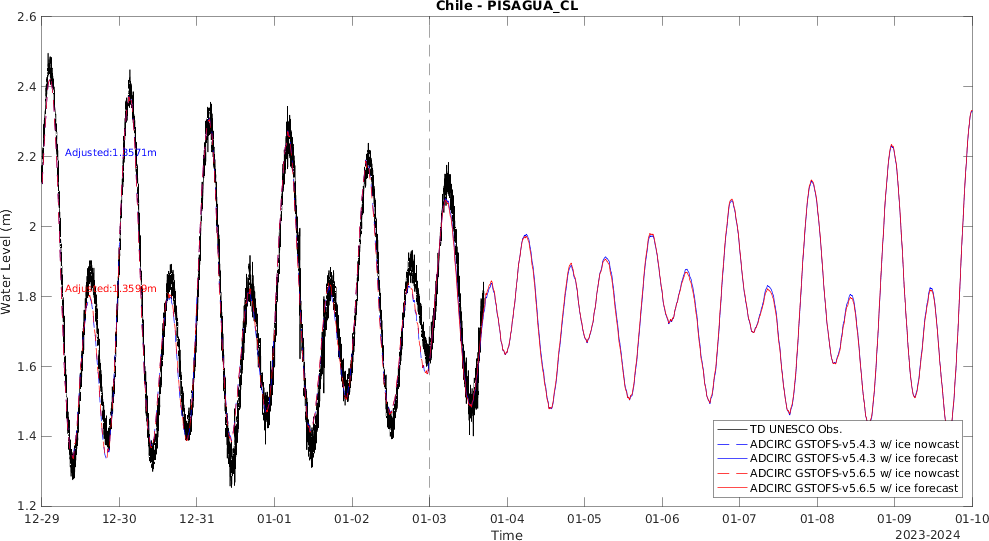 Chile - PISAGUA_CL
2.6
2.4
2.2
2
1.8
1.6
1.4
1.2
Water Level (m)
Adjusted:1.3571m
Adjusted:1.3599m
TD UNESCO Obs.
ADCIRC GSTOFS-v5.4.3 w/ ice nowcast
ADCIRC GSTOFS-v5.4.3 w/ ice forecast
ADCIRC GSTOFS-v5.6.5 w/ ice nowcast
ADCIRC GSTOFS-v5.6.5 w/ ice forecast
12-29 12-30 12-31 01-01 01-02 01-03 01-04 01-05 01-06 01-07 01-08 01-09 01-10
Time
2023-2024